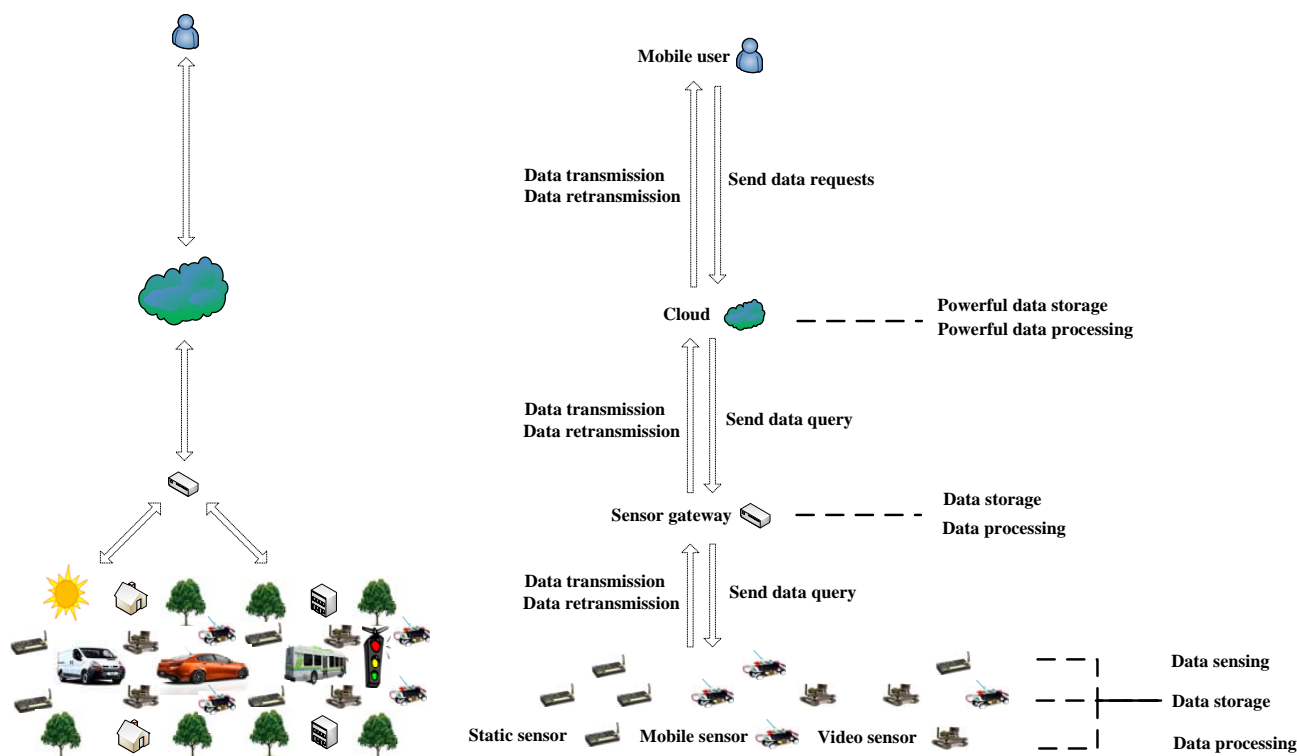 Mobile user
Data transmission
Data retransmission
Send data requests
Cloud
Powerful data storage
Powerful data processing
Data transmission
Data retransmission
Send data query
Sensor gateway
Data storage
Data processing
Data transmission
Data retransmission
Send data query
Data sensing
Data storage
Static sensor
Mobile sensor
Video sensor
Data processing